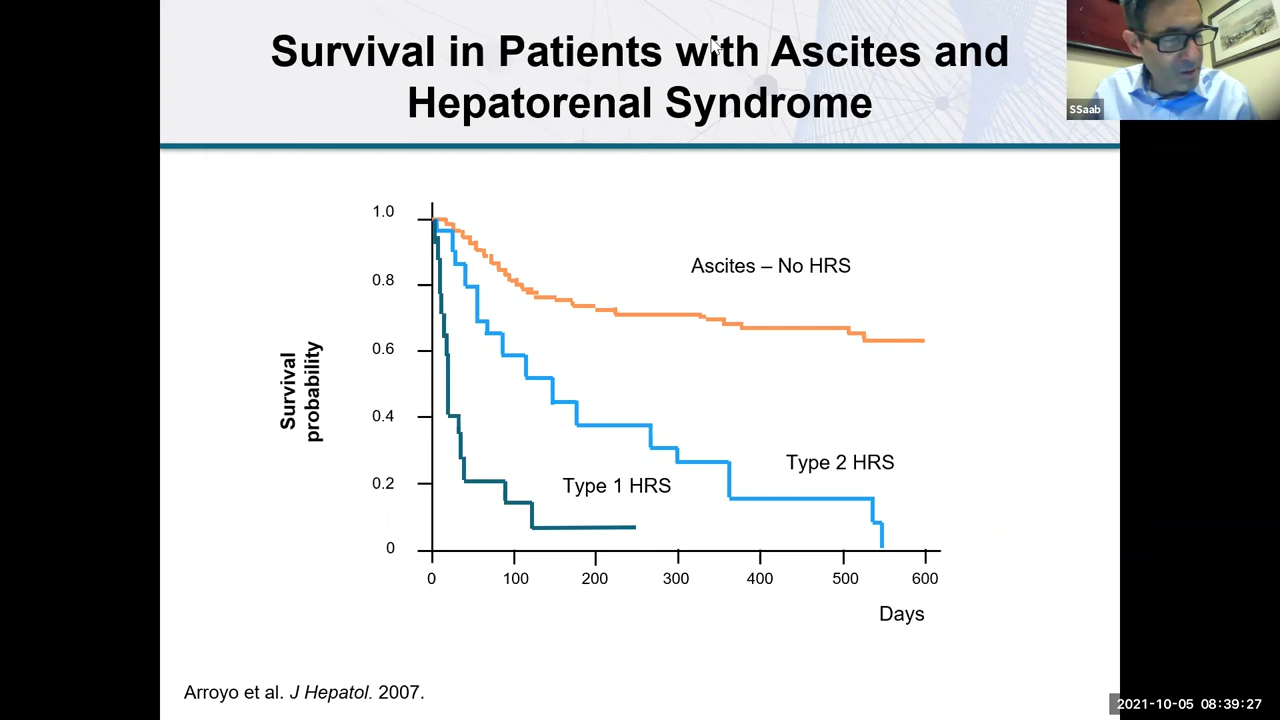 Survival in Patients with Ascites and
Hepatorenal Syndrome
SSaab
1.0
0.8
0.6
0.4
0.2
0
Survival
probability
Ascites – No HRS
Type 2 HRS
Type 1 HRS
0 100 200 300 400 500 600
Days
Arroyo et al. J Hepatol. 2007.
2021-10-05 08:39:27